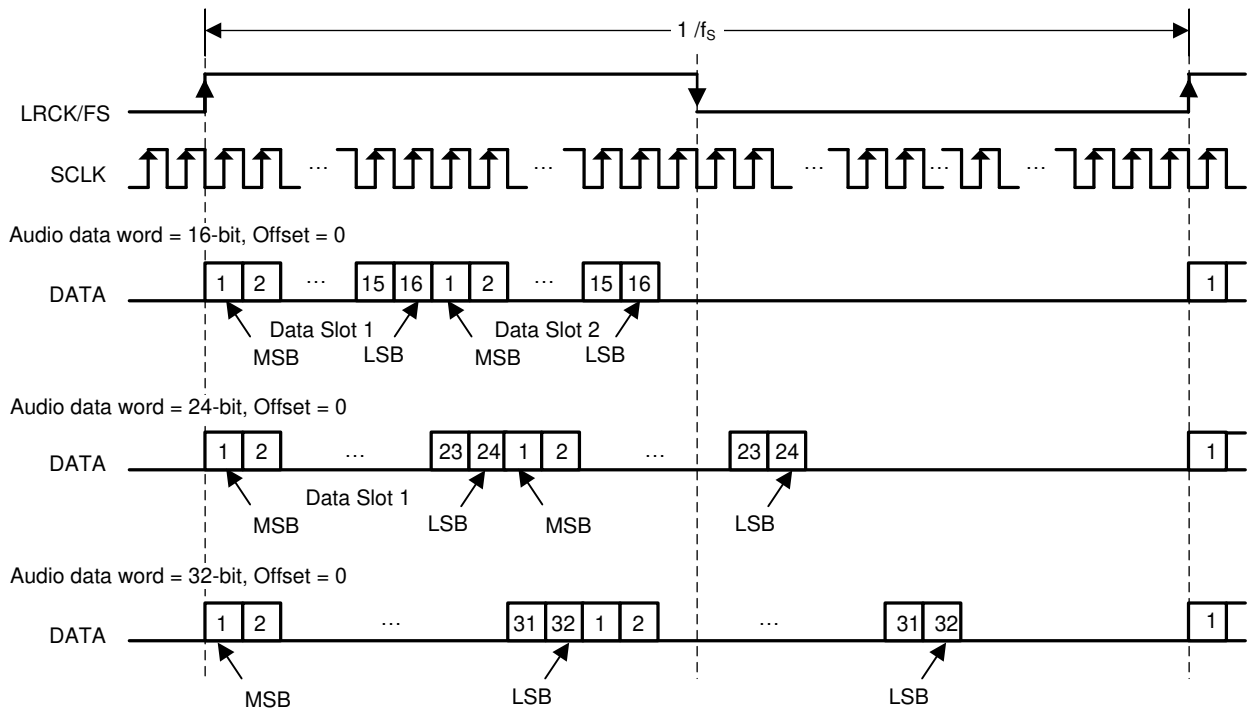 1 /fS
LRCK/FS
SCLK … … … … …
Audio data word = 16-bit, Offset = 0
DATA 1 2 … 15 16 1 2 … 15 16 1
Data Slot 1 Data Slot 2
MSB LSB MSB LSB
Audio data word = 24-bit, Offset = 0
DATA 1 2 … 23 24 1 2 … 23 24 1
Data Slot 1
MSB LSB MSB LSB
Audio data word = 32-bit, Offset = 0
DATA 1 2 … 31 32 1 2 … 31 32 1
MSB LSB LSB